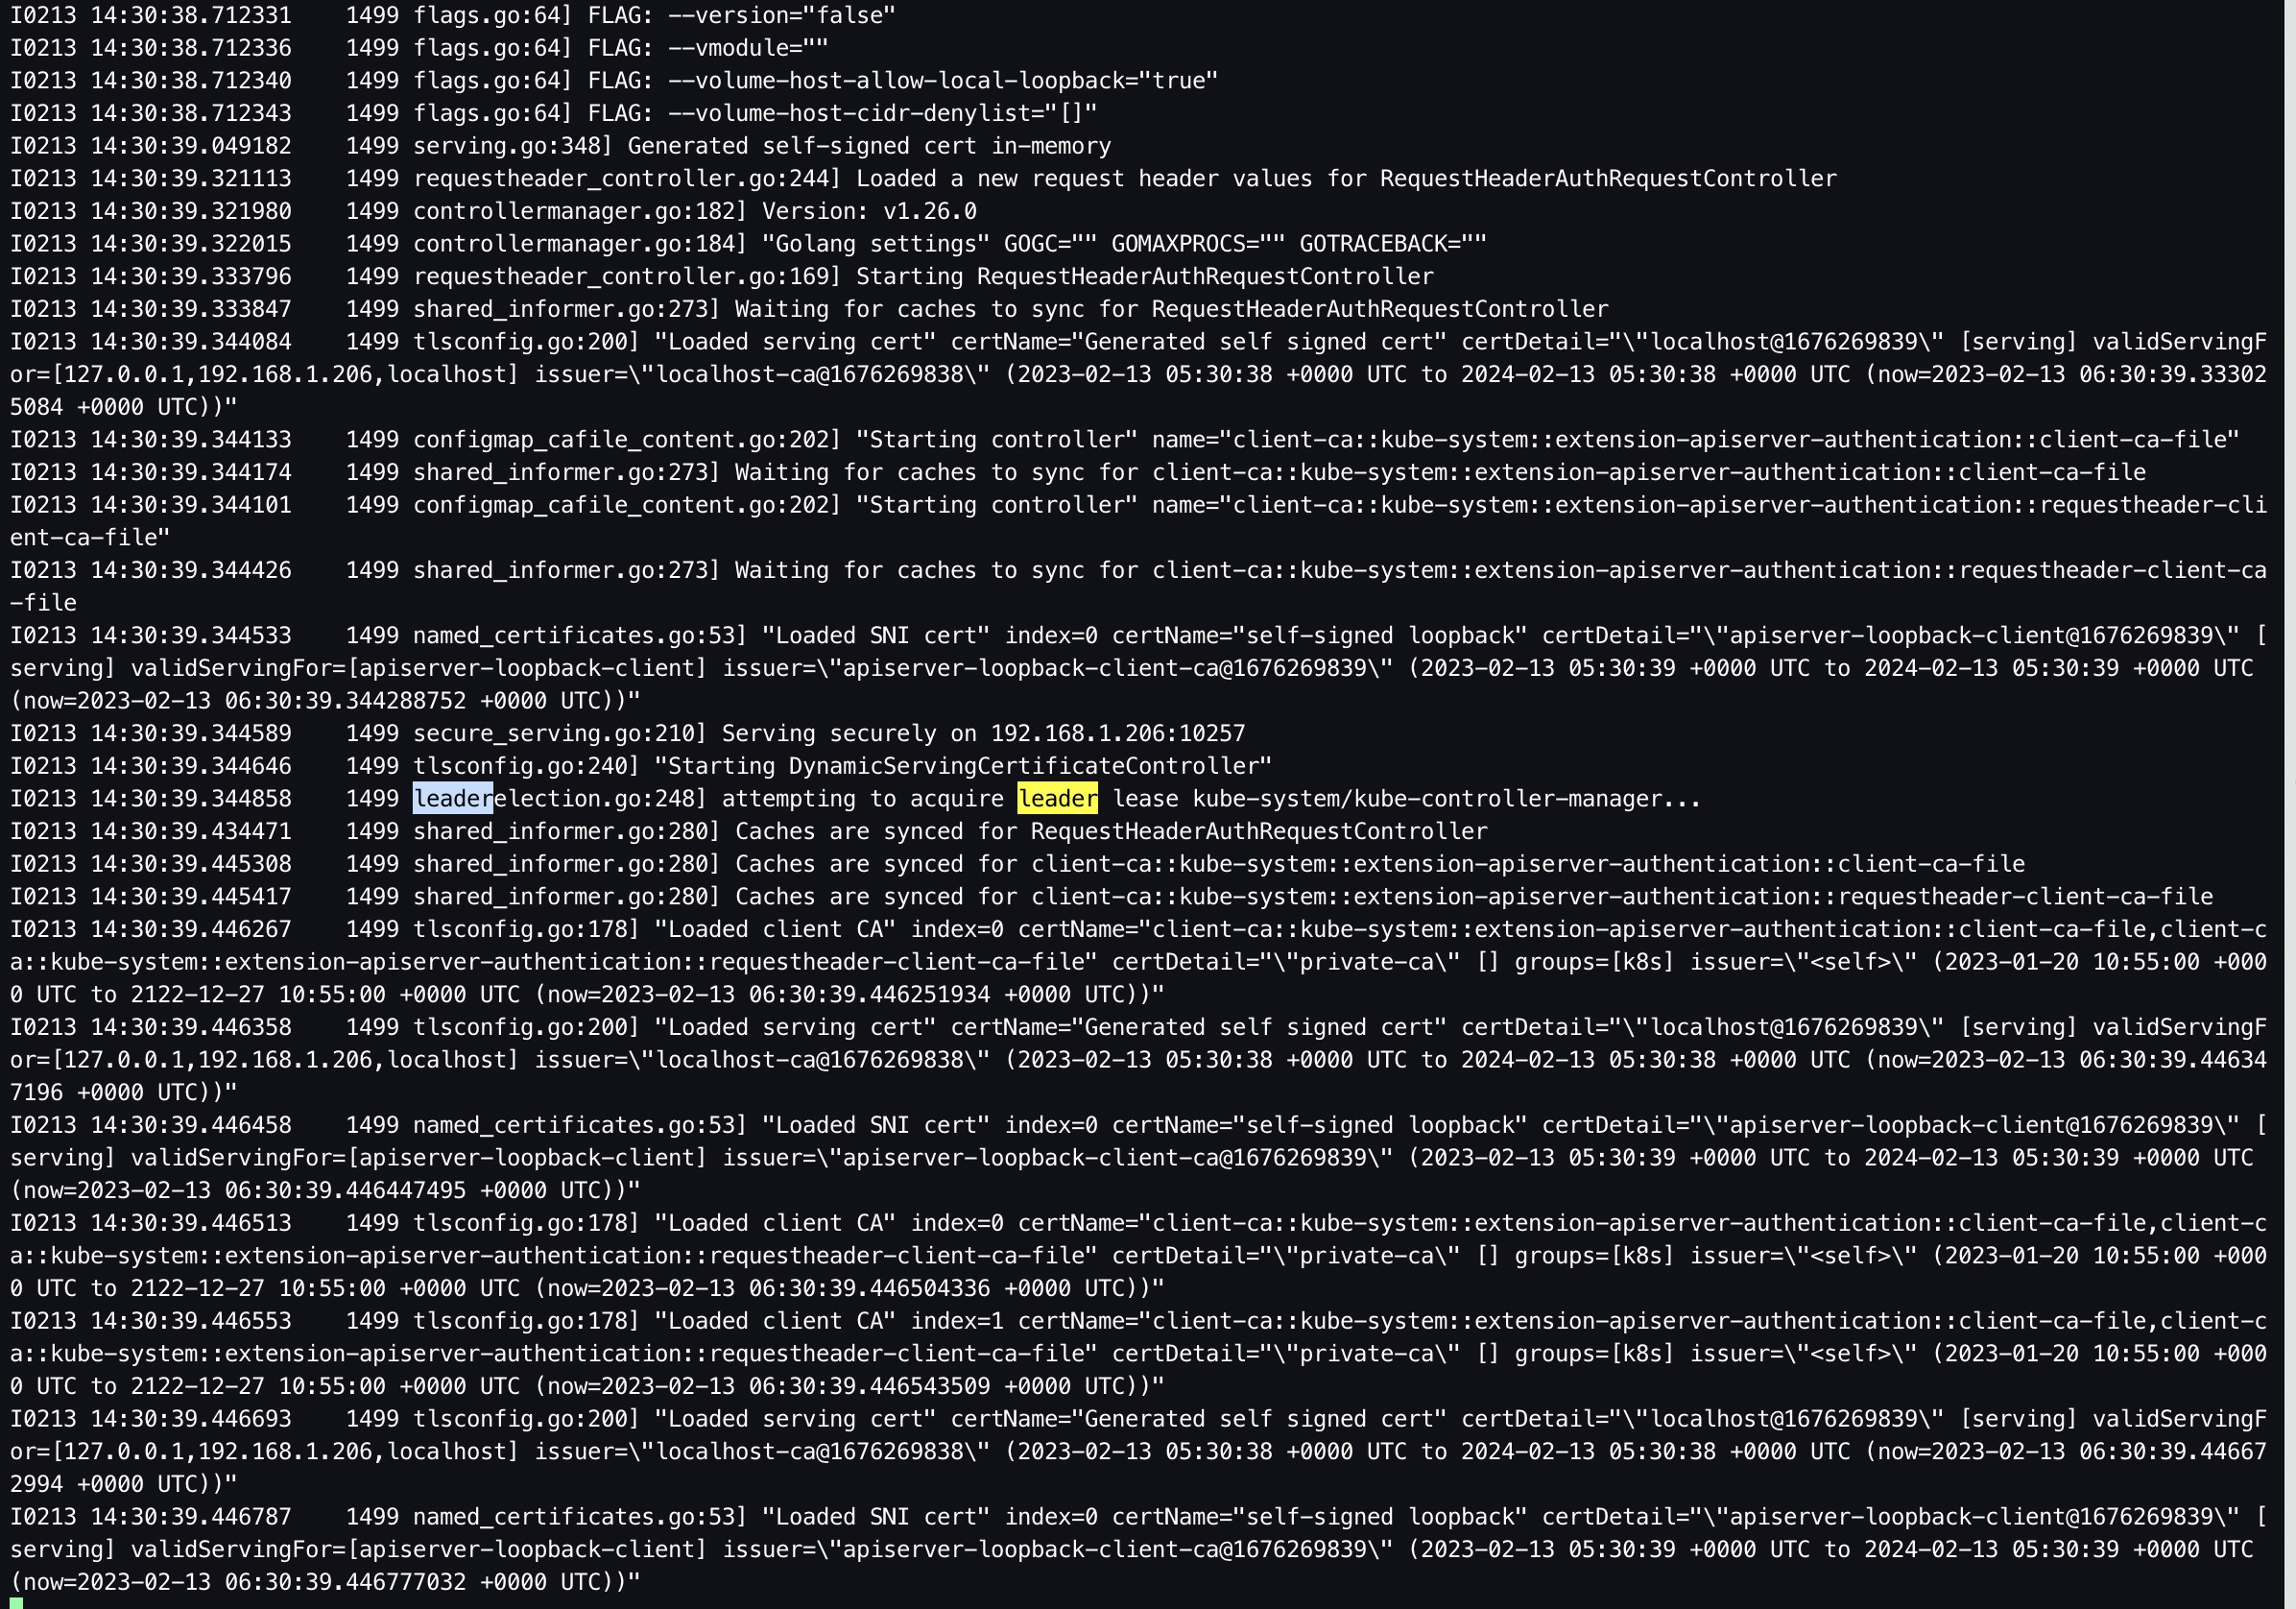 I0213 14:30:38.712331    1499 flags.go:64] FLAG: --version="false"
I0213 14:30:38.712336    1499 flags.go:64] FLAG: --vmodule=""
I0213 14:30:38.712340    1499 flags.go:64] FLAG: --volume-host-allow-local-loopback="true"
I0213 14:30:38.712343    1499 flags.go:64] FLAG: --volume-host-cidr-denylist="[]"
I0213 14:30:39.049182    1499 serving.go:348] Generated self-signed cert in-memory
I0213 14:30:39.321113    1499 requestheader_controller.go:244] Loaded a new request header values for RequestHeaderAuthRequestController
I0213 14:30:39.321980    1499 controllermanager.go:182] Version: v1.26.0
I0213 14:30:39.322015    1499 controllermanager.go:184] "Golang settings" GOGC="" GOMAXPROCS="" GOTRACEBACK=""
I0213 14:30:39.333796    1499 requestheader_controller.go:169] Starting RequestHeaderAuthRequestController
I0213 14:30:39.333847    1499 shared_informer.go:273] Waiting for caches to sync for RequestHeaderAuthRequestController
I0213 14:30:39.344084    1499 tlsconfig.go:200] "Loaded serving cert" certName="Generated self signed cert" certDetail="\"localhost@1676269839\" [serving] validServingF
or=[127.0.0.1,192.168.1.206,localhost] issuer=\"localhost-ca@1676269838\" (2023-02-13 05:30:38 +0000 UTC to 2024-02-13 05:30:38 +0000 UTC (now=2023-02-13 06:30:39.33302
5084 +0000 UTC))"
I0213 14:30:39.344133    1499 configmap_cafile_content.go:202] "Starting controller" name="client-ca::kube-system::extension-apiserver-authentication::client-ca-file"
I0213 14:30:39.344174    1499 shared_informer.go:273] Waiting for caches to sync for client-ca::kube-system::extension-apiserver-authentication::client-ca-file
I0213 14:30:39.344101    1499 configmap_cafile_content.go:202] "Starting controller" name="client-ca::kube-system::extension-apiserver-authentication::requestheader-cli
ent-ca-file"
I0213 14:30:39.344426    1499 shared_informer.go:273] Waiting for caches to sync for client-ca::kube-system::extension-apiserver-authentication::requestheader-client-ca
-file
I0213 14:30:39.344533    1499 named_certificates.go:53] "Loaded SNI cert" index=0 certName="self-signed loopback" certDetail="\"apiserver-loopback-client@1676269839\" [
serving] validServingFor=[apiserver-loopback-client] issuer=\"apiserver-loopback-client-ca@1676269839\" (2023-02-13 05:30:39 +0000 UTC to 2024-02-13 05:30:39 +0000 UTC
(now=2023-02-13 06:30:39.344288752 +0000 UTC))"
I0213 14:30:39.344589    1499 secure_serving.go:210] Serving securely on 192.168.1.206:10257
I0213 14:30:39.344646    1499 tlsconfig.go:240] "Starting DynamicServingCertificateController"
I0213 14:30:39.344858    1499 leaderelection.go:248] attempting to acquire leader lease kube-system/kube-controller-manager...
I0213 14:30:39.434471    1499 shared_informer.go:280] Caches are synced for RequestHeaderAuthRequestController
I0213 14:30:39.445308    1499 shared_informer.go:280] Caches are synced for client-ca::kube-system::extension-apiserver-authentication::client-ca-file
I0213 14:30:39.445417    1499 shared_informer.go:280] Caches are synced for client-ca::kube-system::extension-apiserver-authentication::requestheader-client-ca-file
I0213 14:30:39.446267    1499 tlsconfig.go:178] "Loaded client CA" index=0 certName="client-ca::kube-system::extension-apiserver-authentication::client-ca-file,client-c
a::kube-system::extension-apiserver-authentication::requestheader-client-ca-file" certDetail="\"private-ca\" [] groups=[k8s] issuer=\"<self>\" (2023-01-20 10:55:00 +000
0 UTC to 2122-12-27 10:55:00 +0000 UTC (now=2023-02-13 06:30:39.446251934 +0000 UTC))"
I0213 14:30:39.446358    1499 tlsconfig.go:200] "Loaded serving cert" certName="Generated self signed cert" certDetail="\"localhost@1676269839\" [serving] validServingF
or=[127.0.0.1,192.168.1.206,localhost] issuer=\"localhost-ca@1676269838\" (2023-02-13 05:30:38 +0000 UTC to 2024-02-13 05:30:38 +0000 UTC (now=2023-02-13 06:30:39.44634
7196 +0000 UTC))"
I0213 14:30:39.446458    1499 named_certificates.go:53] "Loaded SNI cert" index=0 certName="self-signed loopback" certDetail="\"apiserver-loopback-client@1676269839\" [
serving] validServingFor=[apiserver-loopback-client] issuer=\"apiserver-loopback-client-ca@1676269839\" (2023-02-13 05:30:39 +0000 UTC to 2024-02-13 05:30:39 +0000 UTC
(now=2023-02-13 06:30:39.446447495 +0000 UTC))"
I0213 14:30:39.446513    1499 tlsconfig.go:178] "Loaded client CA" index=0 certName="client-ca::kube-system::extension-apiserver-authentication::client-ca-file,client-c
a::kube-system::extension-apiserver-authentication::requestheader-client-ca-file" certDetail="\"private-ca\" [] groups=[k8s] issuer=\"<self>\" (2023-01-20 10:55:00 +000
0 UTC to 2122-12-27 10:55:00 +0000 UTC (now=2023-02-13 06:30:39.446504336 +0000 UTC))"
I0213 14:30:39.446553    1499 tlsconfig.go:178] "Loaded client CA" index=1 certName="client-ca::kube-system::extension-apiserver-authentication::client-ca-file,client-c
a::kube-system::extension-apiserver-authentication::requestheader-client-ca-file" certDetail="\"private-ca\" [] groups=[k8s] issuer=\"<self>\" (2023-01-20 10:55:00 +000
0 UTC to 2122-12-27 10:55:00 +0000 UTC (now=2023-02-13 06:30:39.446543509 +0000 UTC))"
I0213 14:30:39.446693    1499 tlsconfig.go:200] "Loaded serving cert" certName="Generated self signed cert" certDetail="\"localhost@1676269839\" [serving] validServingF
or=[127.0.0.1,192.168.1.206,localhost] issuer=\"localhost-ca@1676269838\" (2023-02-13 05:30:38 +0000 UTC to 2024-02-13 05:30:38 +0000 UTC (now=2023-02-13 06:30:39.44667
2994 +0000 UTC))"
I0213 14:30:39.446787    1499 named_certificates.go:53] "Loaded SNI cert" index=0 certName="self-signed loopback" certDetail="\"apiserver-loopback-client@1676269839\" [
serving] validServingFor=[apiserver-loopback-client] issuer=\"apiserver-loopback-client-ca@1676269839\" (2023-02-13 05:30:39 +0000 UTC to 2024-02-13 05:30:39 +0000 UTC
(now=2023-02-13 06:30:39.446777032 +0000 UTC))"